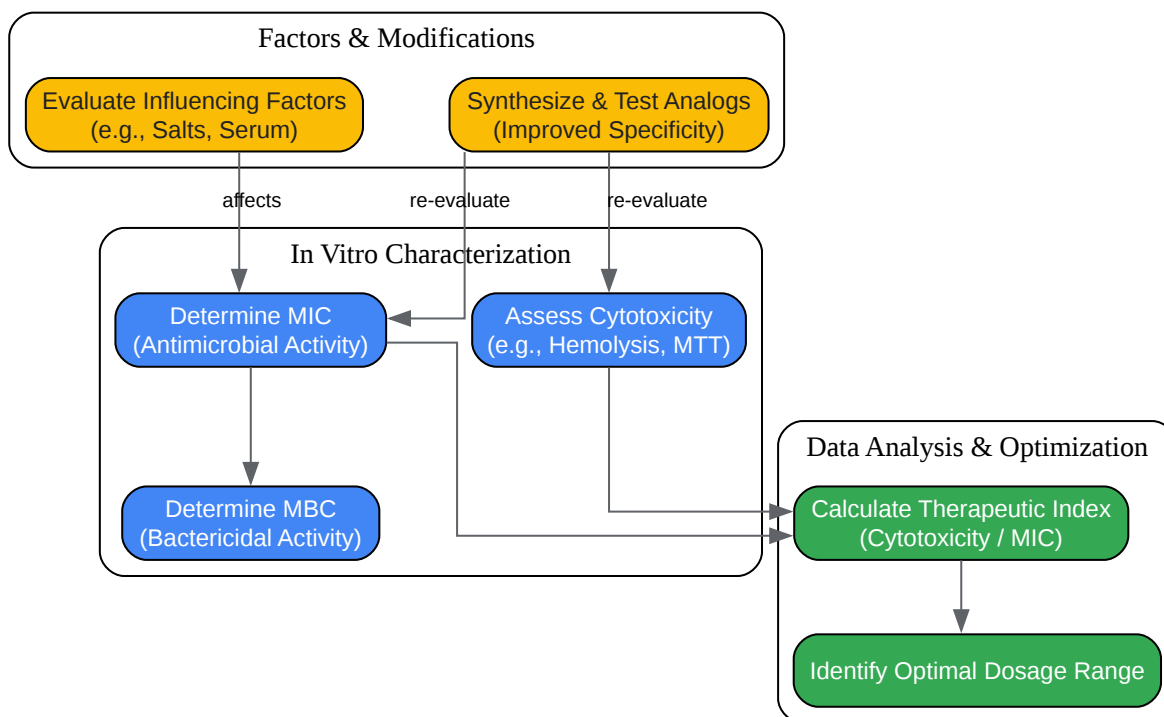 Factors & Modifications
Evaluate Influencing Factors
(e.g., Salts, Serum)
Synthesize & Test Analogs
(Improved Specificity)
affects
re-evaluate
re-evaluate
In Vitro Characterization
Determine MIC
(Antimicrobial Activity)
Assess Cytotoxicity
(e.g., Hemolysis, MTT)
Determine MBC
(Bactericidal Activity)
Data Analysis & Optimization
Calculate Therapeutic Index
(Cytotoxicity / MIC)
Identify Optimal Dosage Range